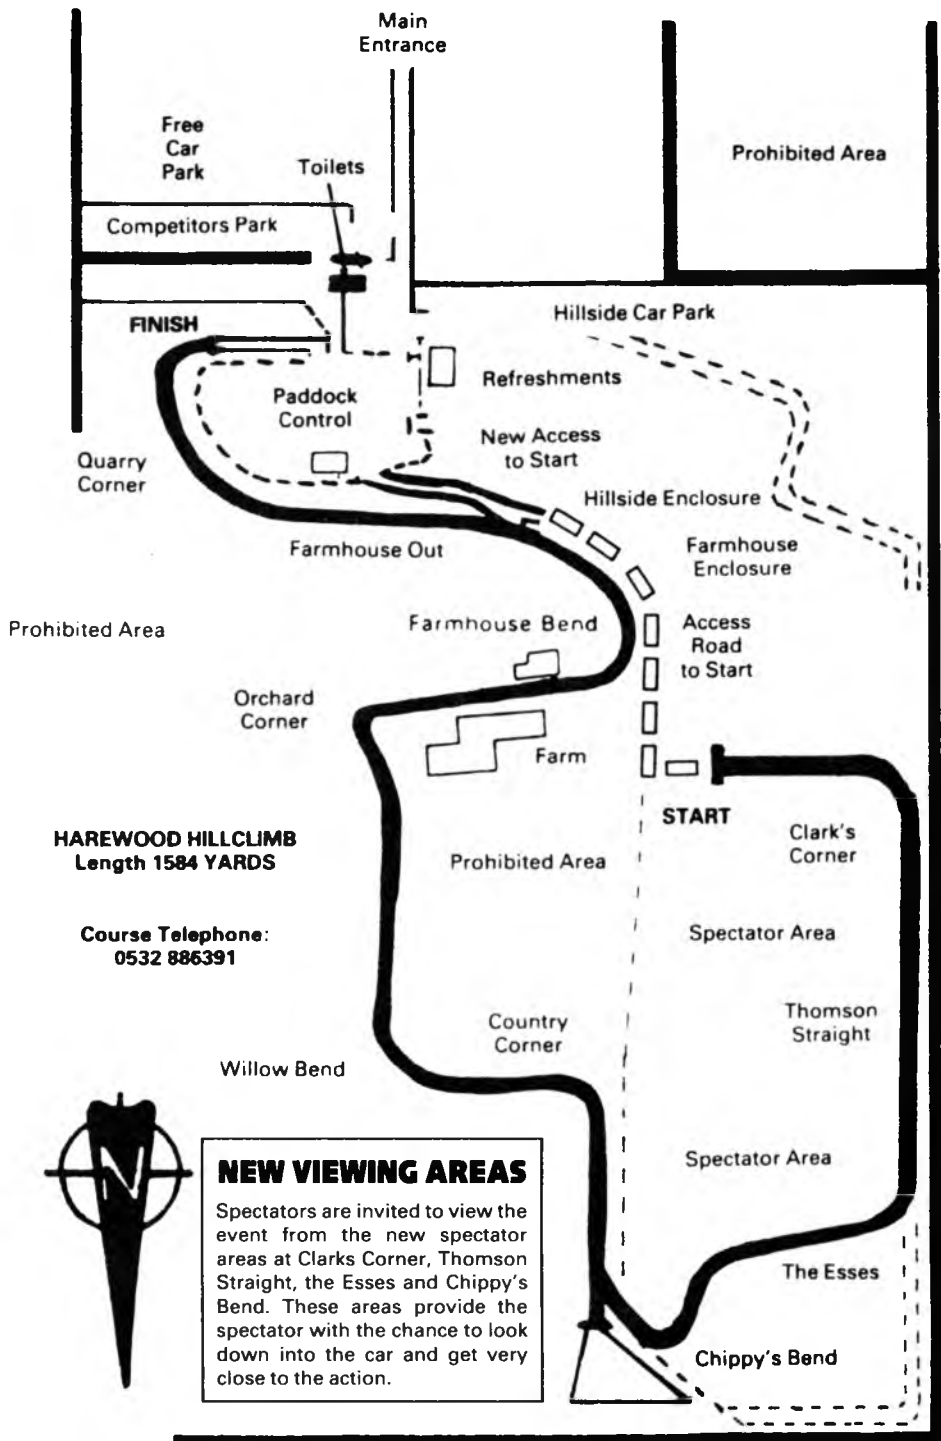 Main
Entrance
Free
Car
Park
Toilets
Prohibited Area
Competitors Park
FINISH
Hillside Car Park
Refreshments
Paddock
Control
New Access
to Start
Quarry
Corner
Hillside Enclosure
Farmhouse Out
Farmhouse
Enclosure
Prohibited Area
Farmhouse Bend
Access
Road
to Start
Orchard
Corner
Farm
START
Clark's
Corner
HAREWOOD HILLCLIMB
Length 1584 YARDS
Prohibited Area
Course Telephone:
0532 886391
Spectator Area
Thomson
Straight
Country
Corner
Willow Bend
N
Spectator Area
NEW VIEWING AREAS
Spectators are invited to view the
event from the new spectator
areas at Clarks Corner, Thomson
Straight, the Esses and Chippy's
Bend. These areas provide the
spectator with the chance to look
down into the car and get very
close to the action.
The Esses
Chippy's Bend